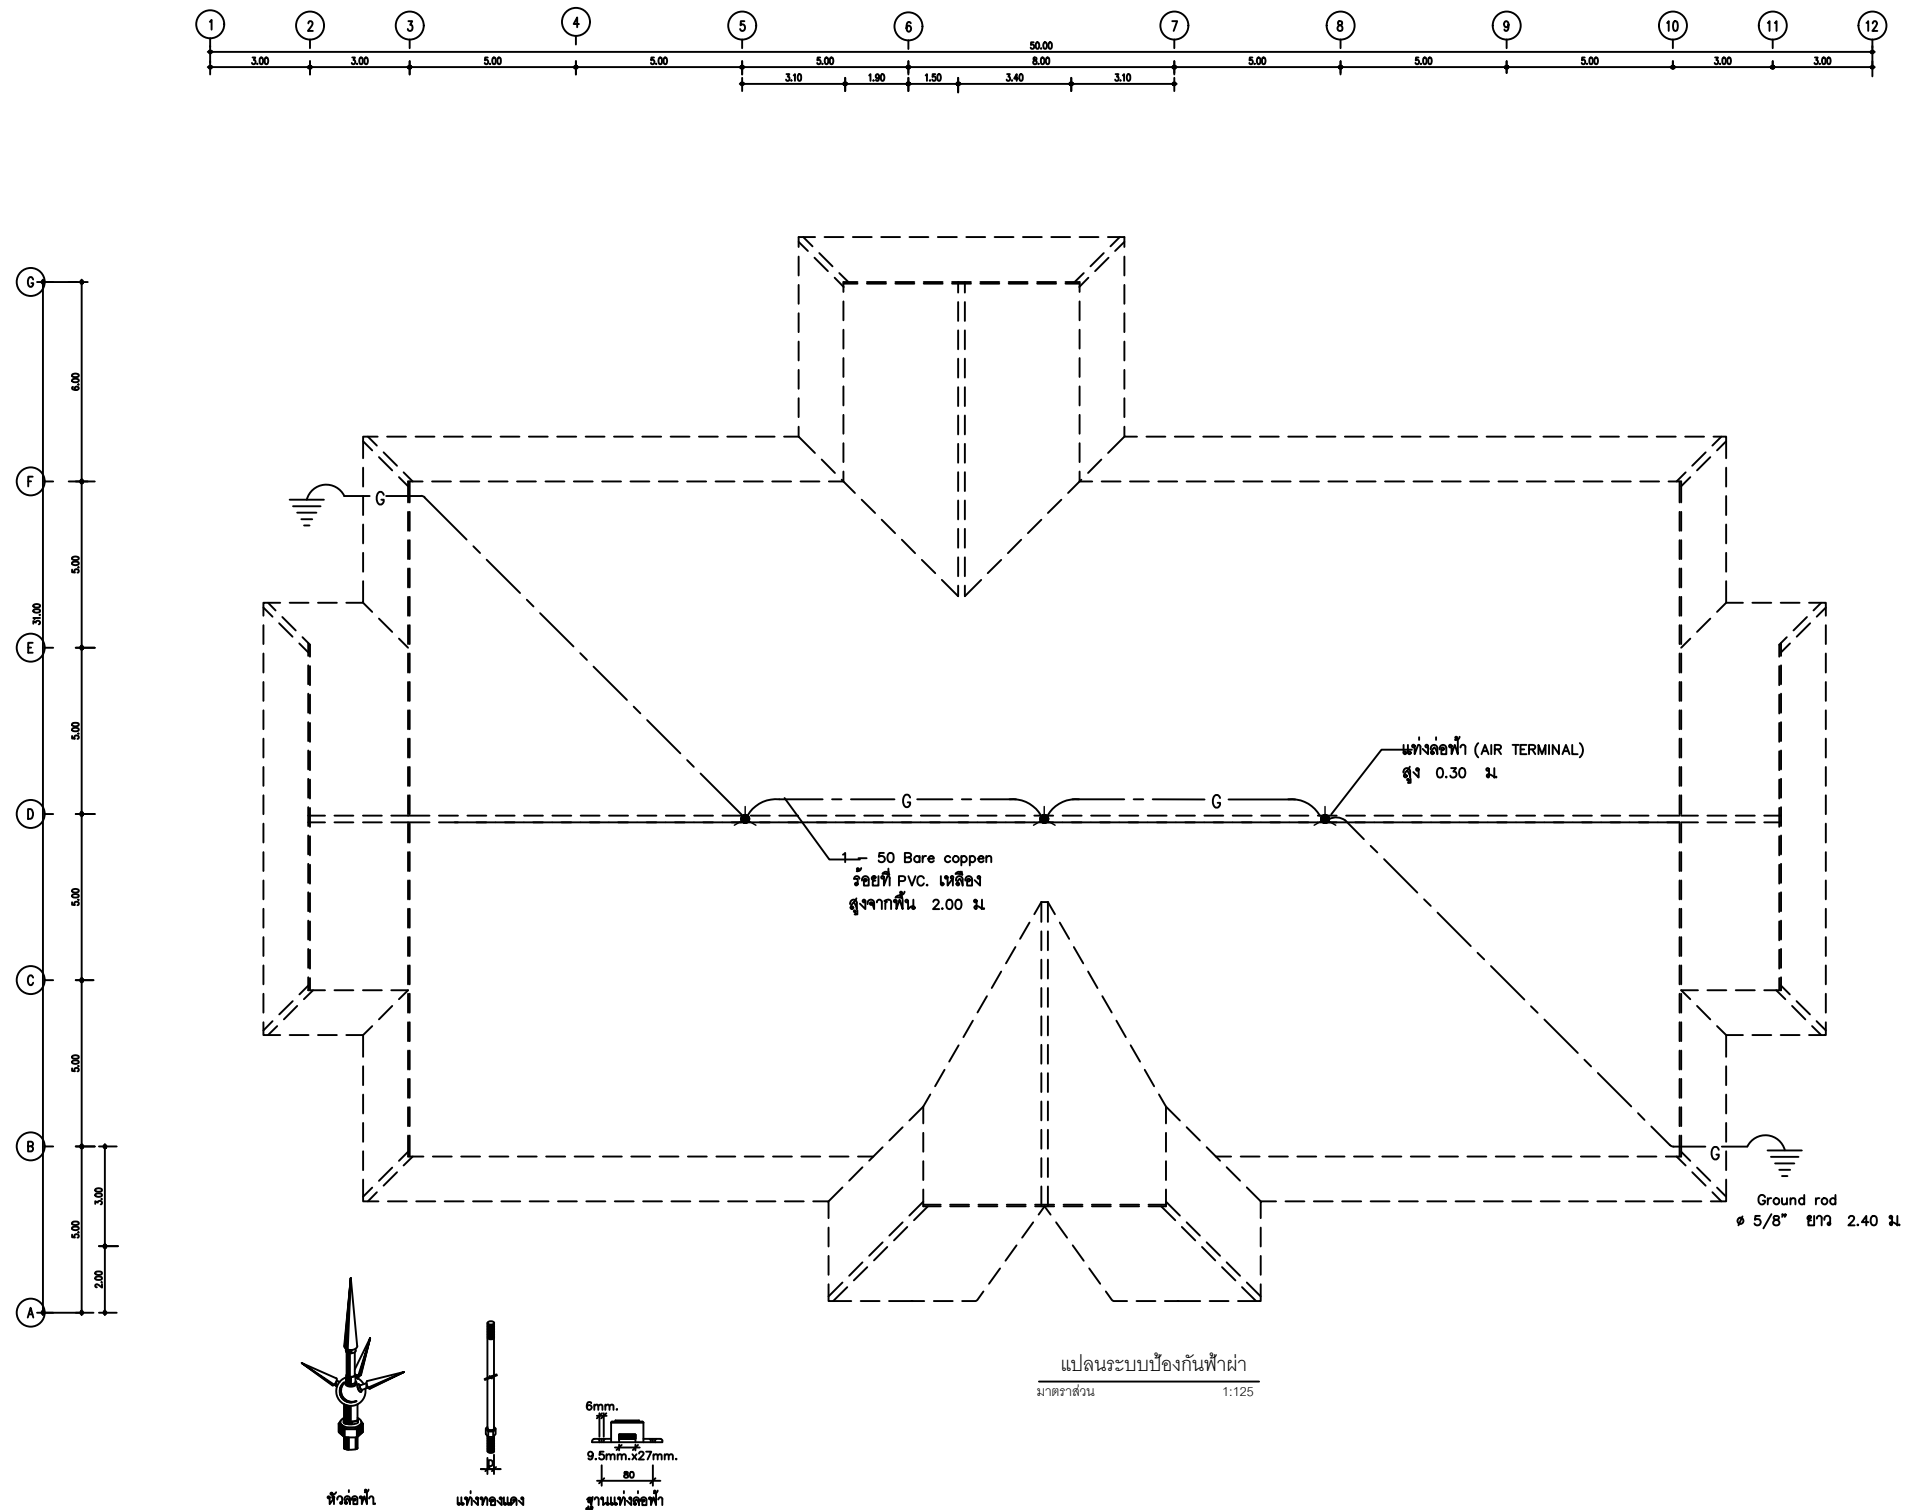 1 2 3 4 5 6 7 8 9 10 11 12
50.00
3.00 3.00 5.00 5.00 5.00 8.00 5.00 5.00 5.00 3.00 3.00
3.10 1.90 1.50 3.40 3.10
G
6.00
F
G
5.00
31.00
E
5.00
แท่งล่อฟ้า (AIR TERMINAL)
สูง 0.30 ม.
D
G G
1 - 50 Bare coppen
ร้อยที่ PVC. เหลือง
สูงจากพื้น 2.00 ม.
5.00
C
5.00
B
G
3.00
5.00
2.00
Ground rod
ø 5/8" ยาว 2.40 ม.
A
แปลนระบบป้องกันฟ้าผ่า
มาตราส่วน 1:125
6mm.
9.5mm.x27mm.
D
80
หัวล่อฟ้า แท่งทองแดง ฐานแท่งล่อฟ้า